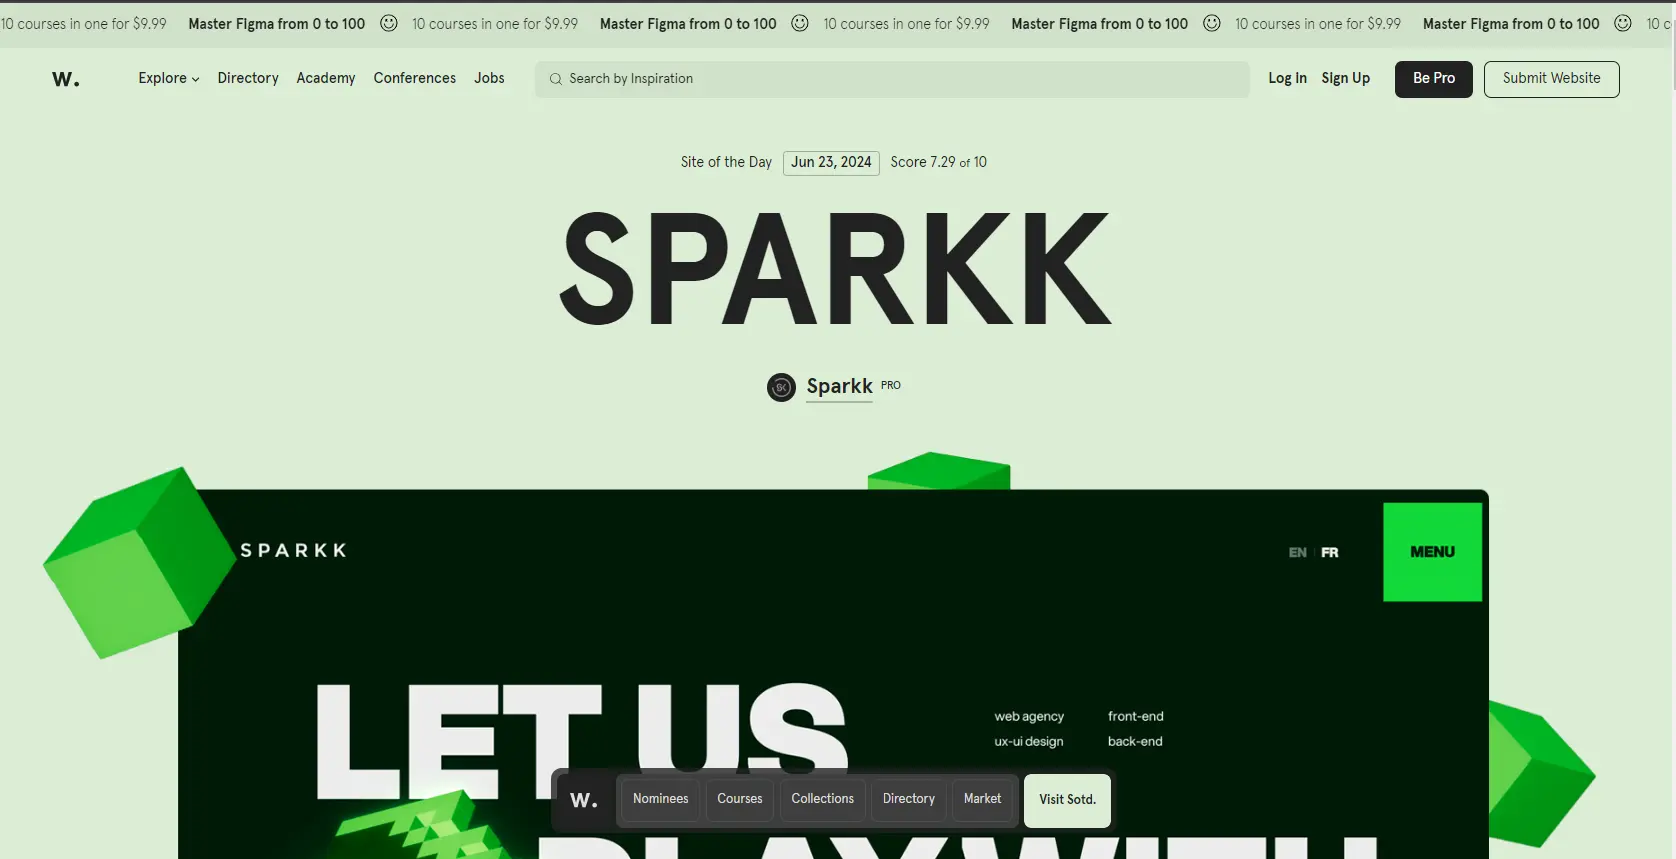 10 courses in one for $9.99 Master Figma from 0 to 100 10 courses in one for $9.99 Master Figma from 0 to 100 10 courses in one for $9.99 Master Figma from 0 to 100 10 courses in one for $9.99 Master Figma from 0 to 100 10
W. Explore Directory Academy Conferences Jobs Search by Inspiration Log in Sign Up Be Pro Submit Website
Site of the Day Jun 23, 2024 Score 7.29 of 10
SPARKK
SK Sparkk PRO
SPARKK EN FR MENU
LET US
web agency front-end
ux-ui design back-end
W. Nominees Courses Collections Directory Market Visit Sotd.
PLAY WITH